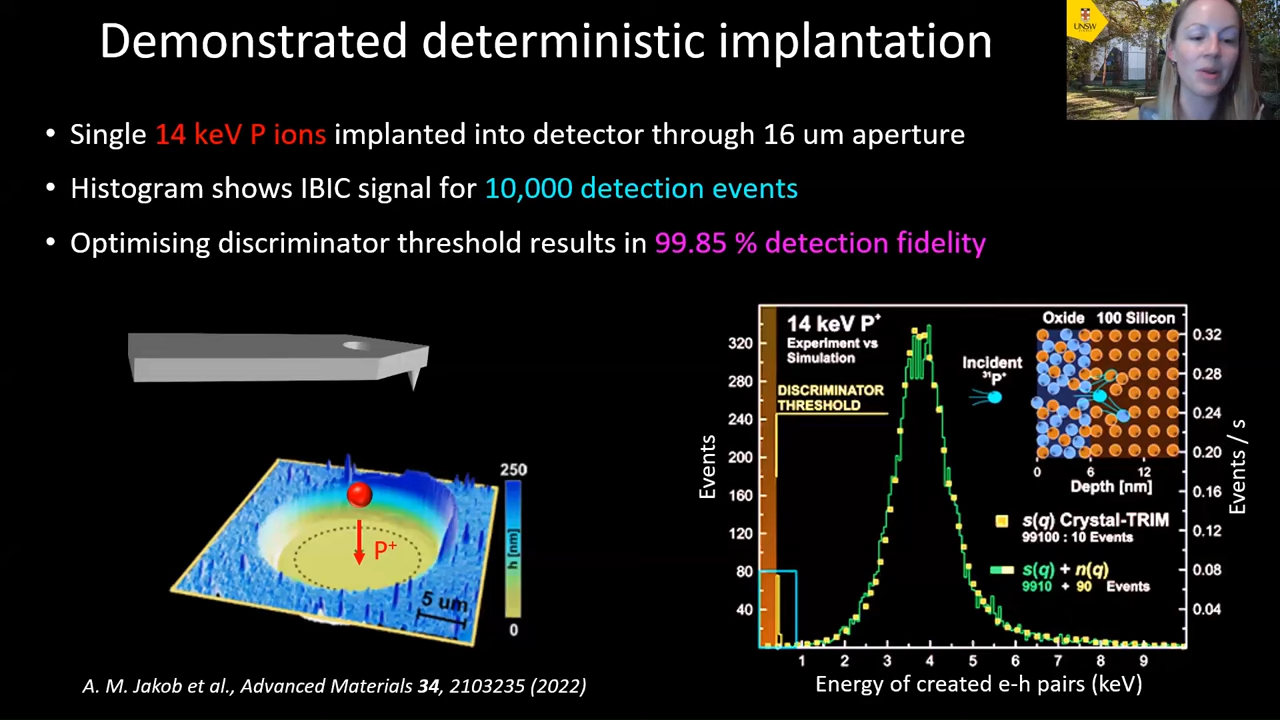 Demonstrated deterministic implantation
UNSW
• Single 14 keV P ions implanted into detector through 16 um aperture
• Histogram shows IBIC signal for 10,000 detection events
• Optimising discriminator threshold results in 99.85 % detection fidelity
P⁺
5 um
250
h [nm]
0
A. M. Jakob et al., Advanced Materials 34, 2103235 (2022)
14 keV P⁺
Experiment vs
Simulation
DISCRIMINATOR
THRESHOLD
Incident
³¹P⁺
Oxide 100 Silicon
0 6 12
Depth [nm]
s(q) Crystal-TRIM
99100 : 10 Events
s(q) + n(q)
9910 + 90 Events
Events
320
280
240
200
160
120
80
40
0.32
0.28
0.24
0.20
0.16
0.12
0.08
0.04
Events / s
1 2 3 4 5 6 7 8 9
Energy of created e-h pairs (keV)